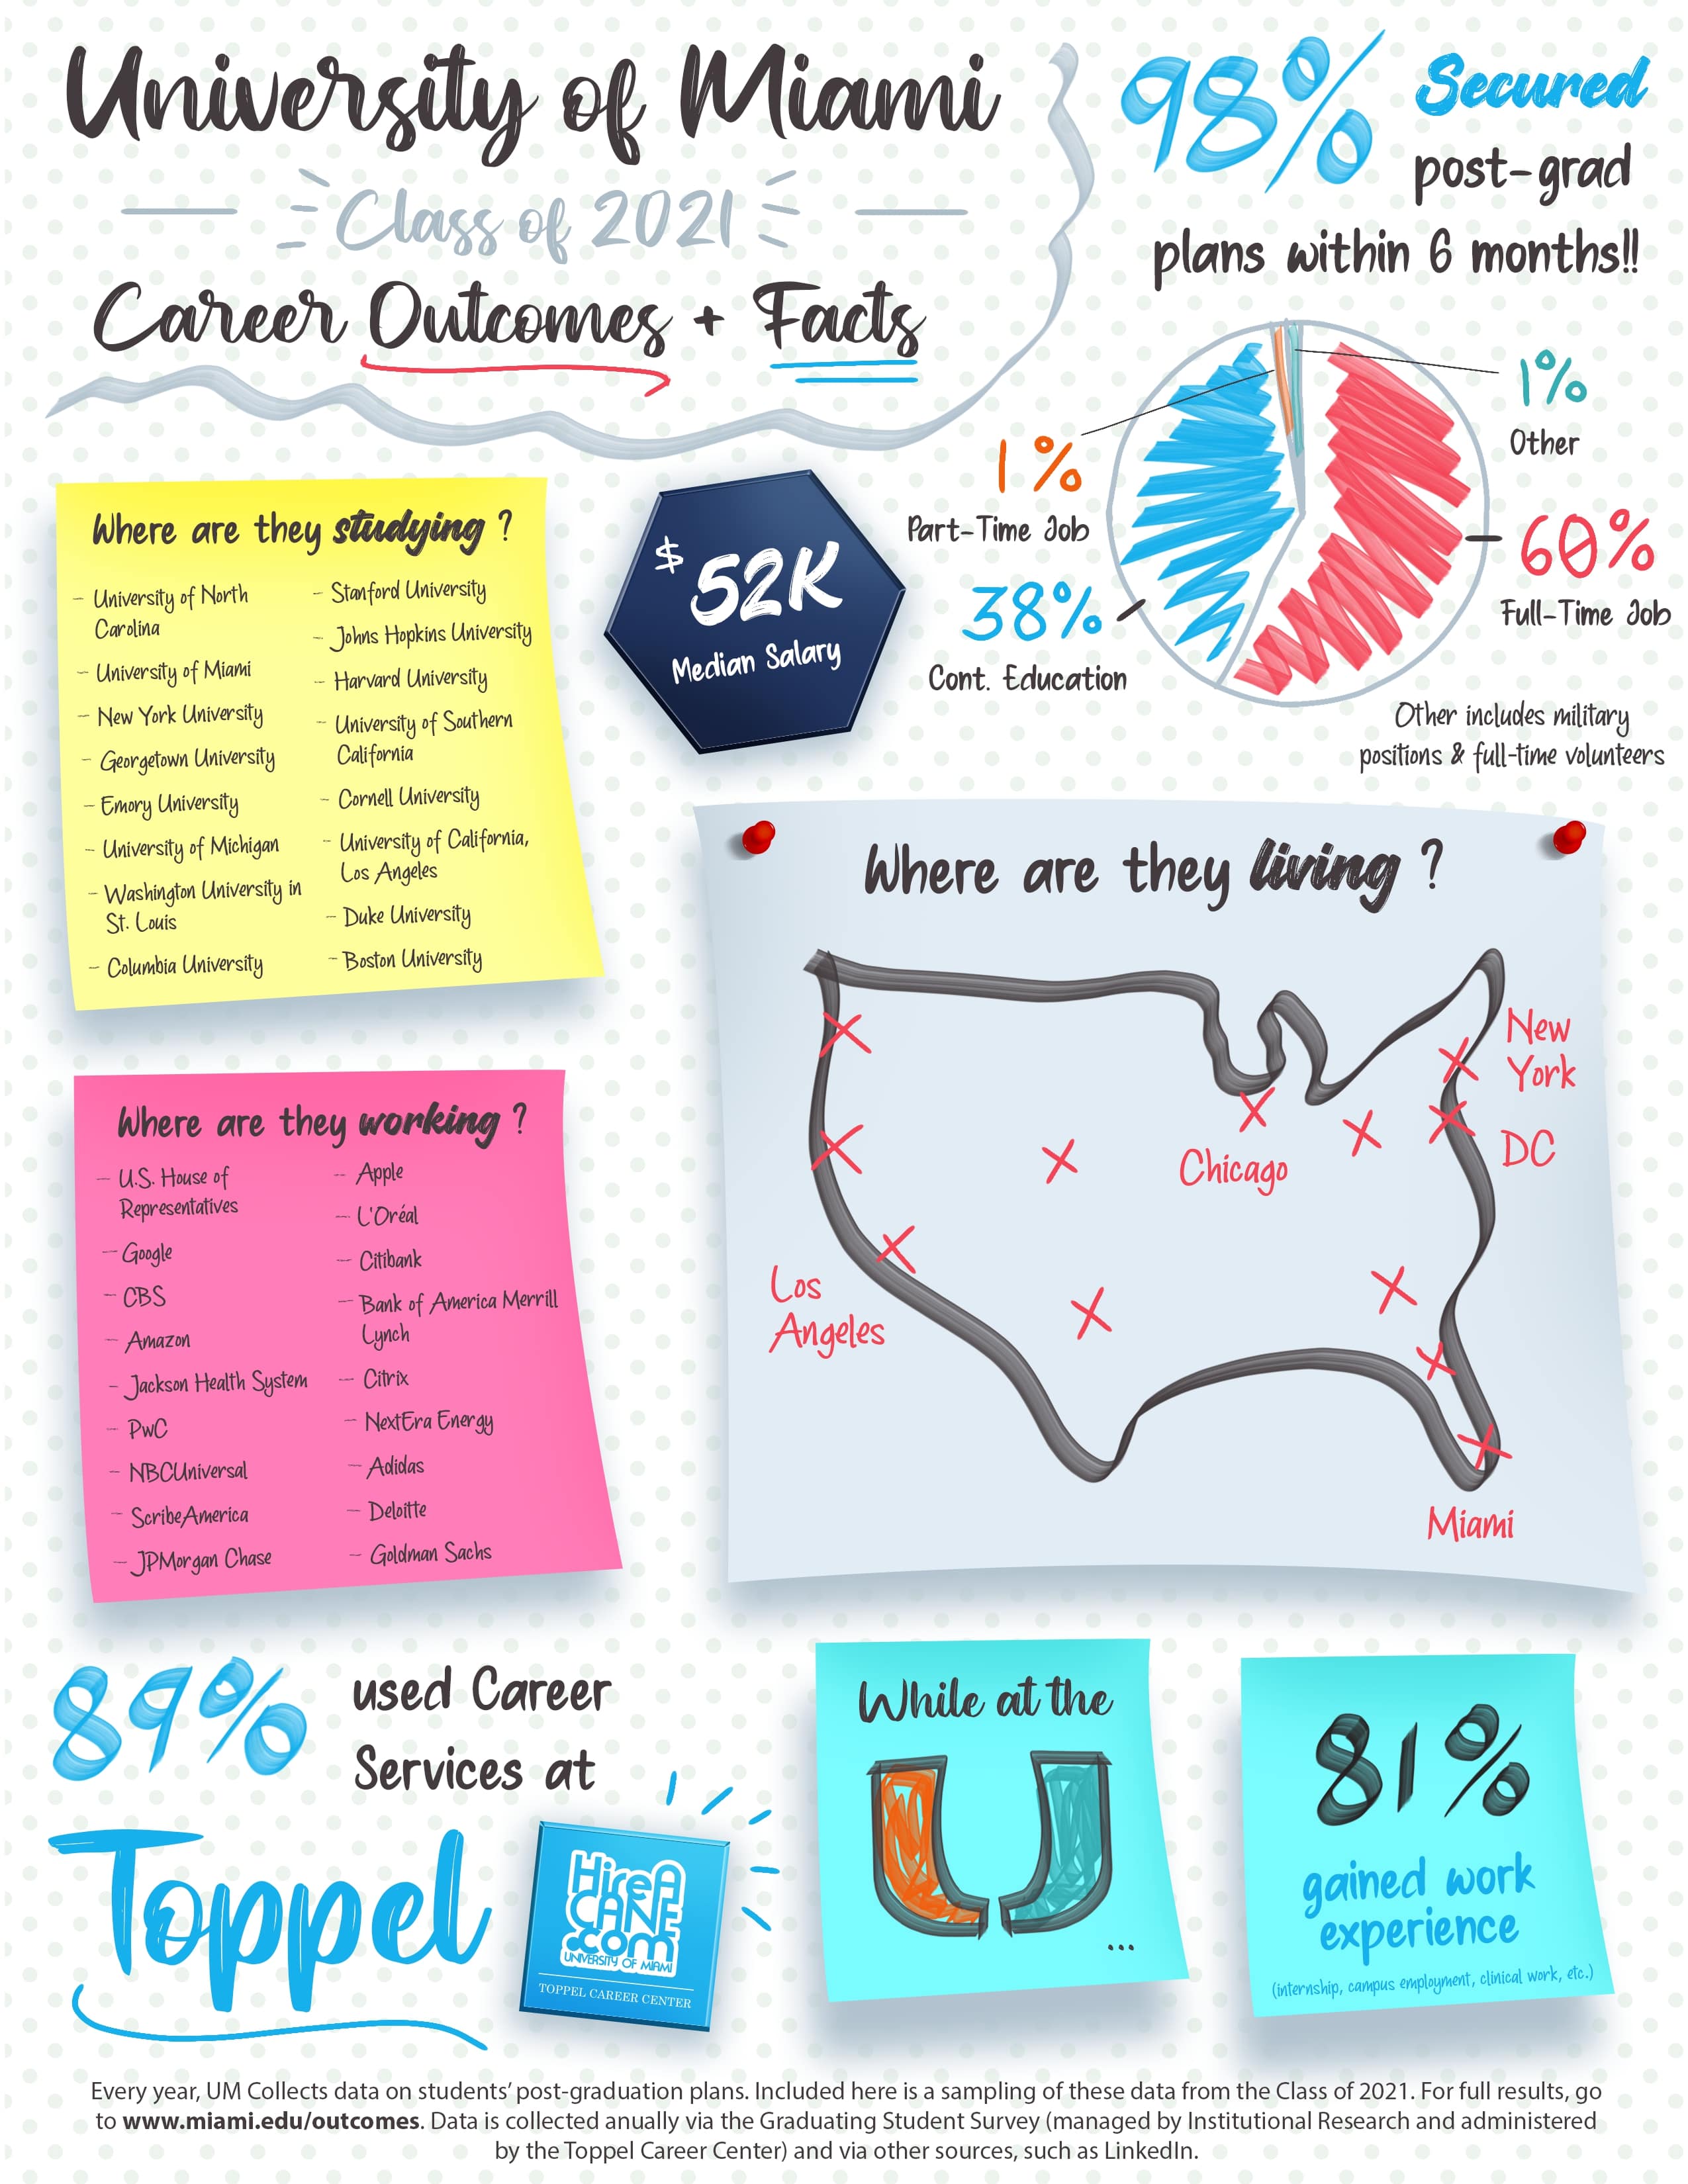 University of Miami
Class of 2021
Career Outcomes + Facts
98% Secured
post-grad
plans within 6 months!!
1%
Other
1%
Part-Time Job
60%
Full-Time Job
38%
Cont. Education
Other includes military
positions & full-time volunteers
$52K
Median Salary
Where are they studying?
– University of North
Carolina
– University of Miami
– New York University
– Georgetown University
– Emory University
– University of Michigan
– Washington University in
St. Louis
– Columbia University
– Stanford University
– Johns Hopkins University
– Harvard University
– University of Southern
California
– Cornell University
– University of California,
Los Angeles
– Duke University
– Boston University
Where are they living?
New
York
DC
Chicago
Los
Angeles
Miami
Where are they working?
– U.S. House of
Representatives
– Google
– CBS
– Amazon
– Jackson Health System
– PwC
– NBCUniversal
– ScribeAmerica
– JPMorgan Chase
– Apple
– L'Oréal
– Citibank
– Bank of America Merrill
Lynch
– Citrix
– NextEra Energy
– Adidas
– Deloitte
– Goldman Sachs
89% used Career
Services at
Toppel
HireA
CANE
.com
UNIVERSITY OF MIAMI
TOPPEL CAREER CENTER
While at the
U
...
81%
gained work
experience
(internship, campus employment, clinical work, etc.)
Every year, UM Collects data on students' post-graduation plans. Included here is a sampling of these data from the Class of 2021. For full results, go
to www.miami.edu/outcomes. Data is collected anually via the Graduating Student Survey (managed by Institutional Research and administered
by the Toppel Career Center) and via other sources, such as LinkedIn.